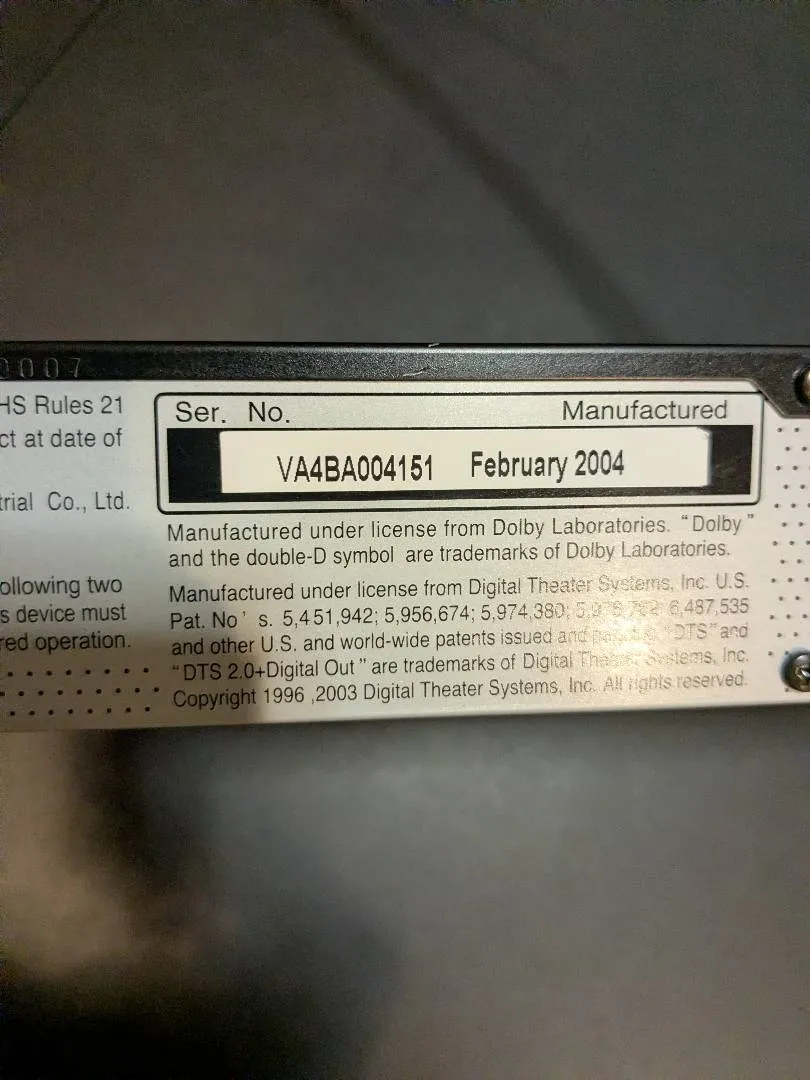 0007
HS Rules 21
ct at date of
trial Co., Ltd.
ollowing two
s device must
red operation.
Ser. No. Manufactured
VA4BA004151 February 2004
Manufactured under license from Dolby Laboratories. “Dolby”
and the double-D symbol are trademarks of Dolby Laboratories.
Manufactured under license from Digital Theater Systems, Inc. U.S.
Pat. No's. 5,451,942; 5,956,674; 5,974,380; 6,487,535
and other U.S. and world-wide patents issued and "DTS" and
“DTS 2.0+Digital Out” are trademarks of Digital Theater Systems, Inc.
Copyright 1996 ,2003 Digital Theater Systems, Inc. All rights reserved.